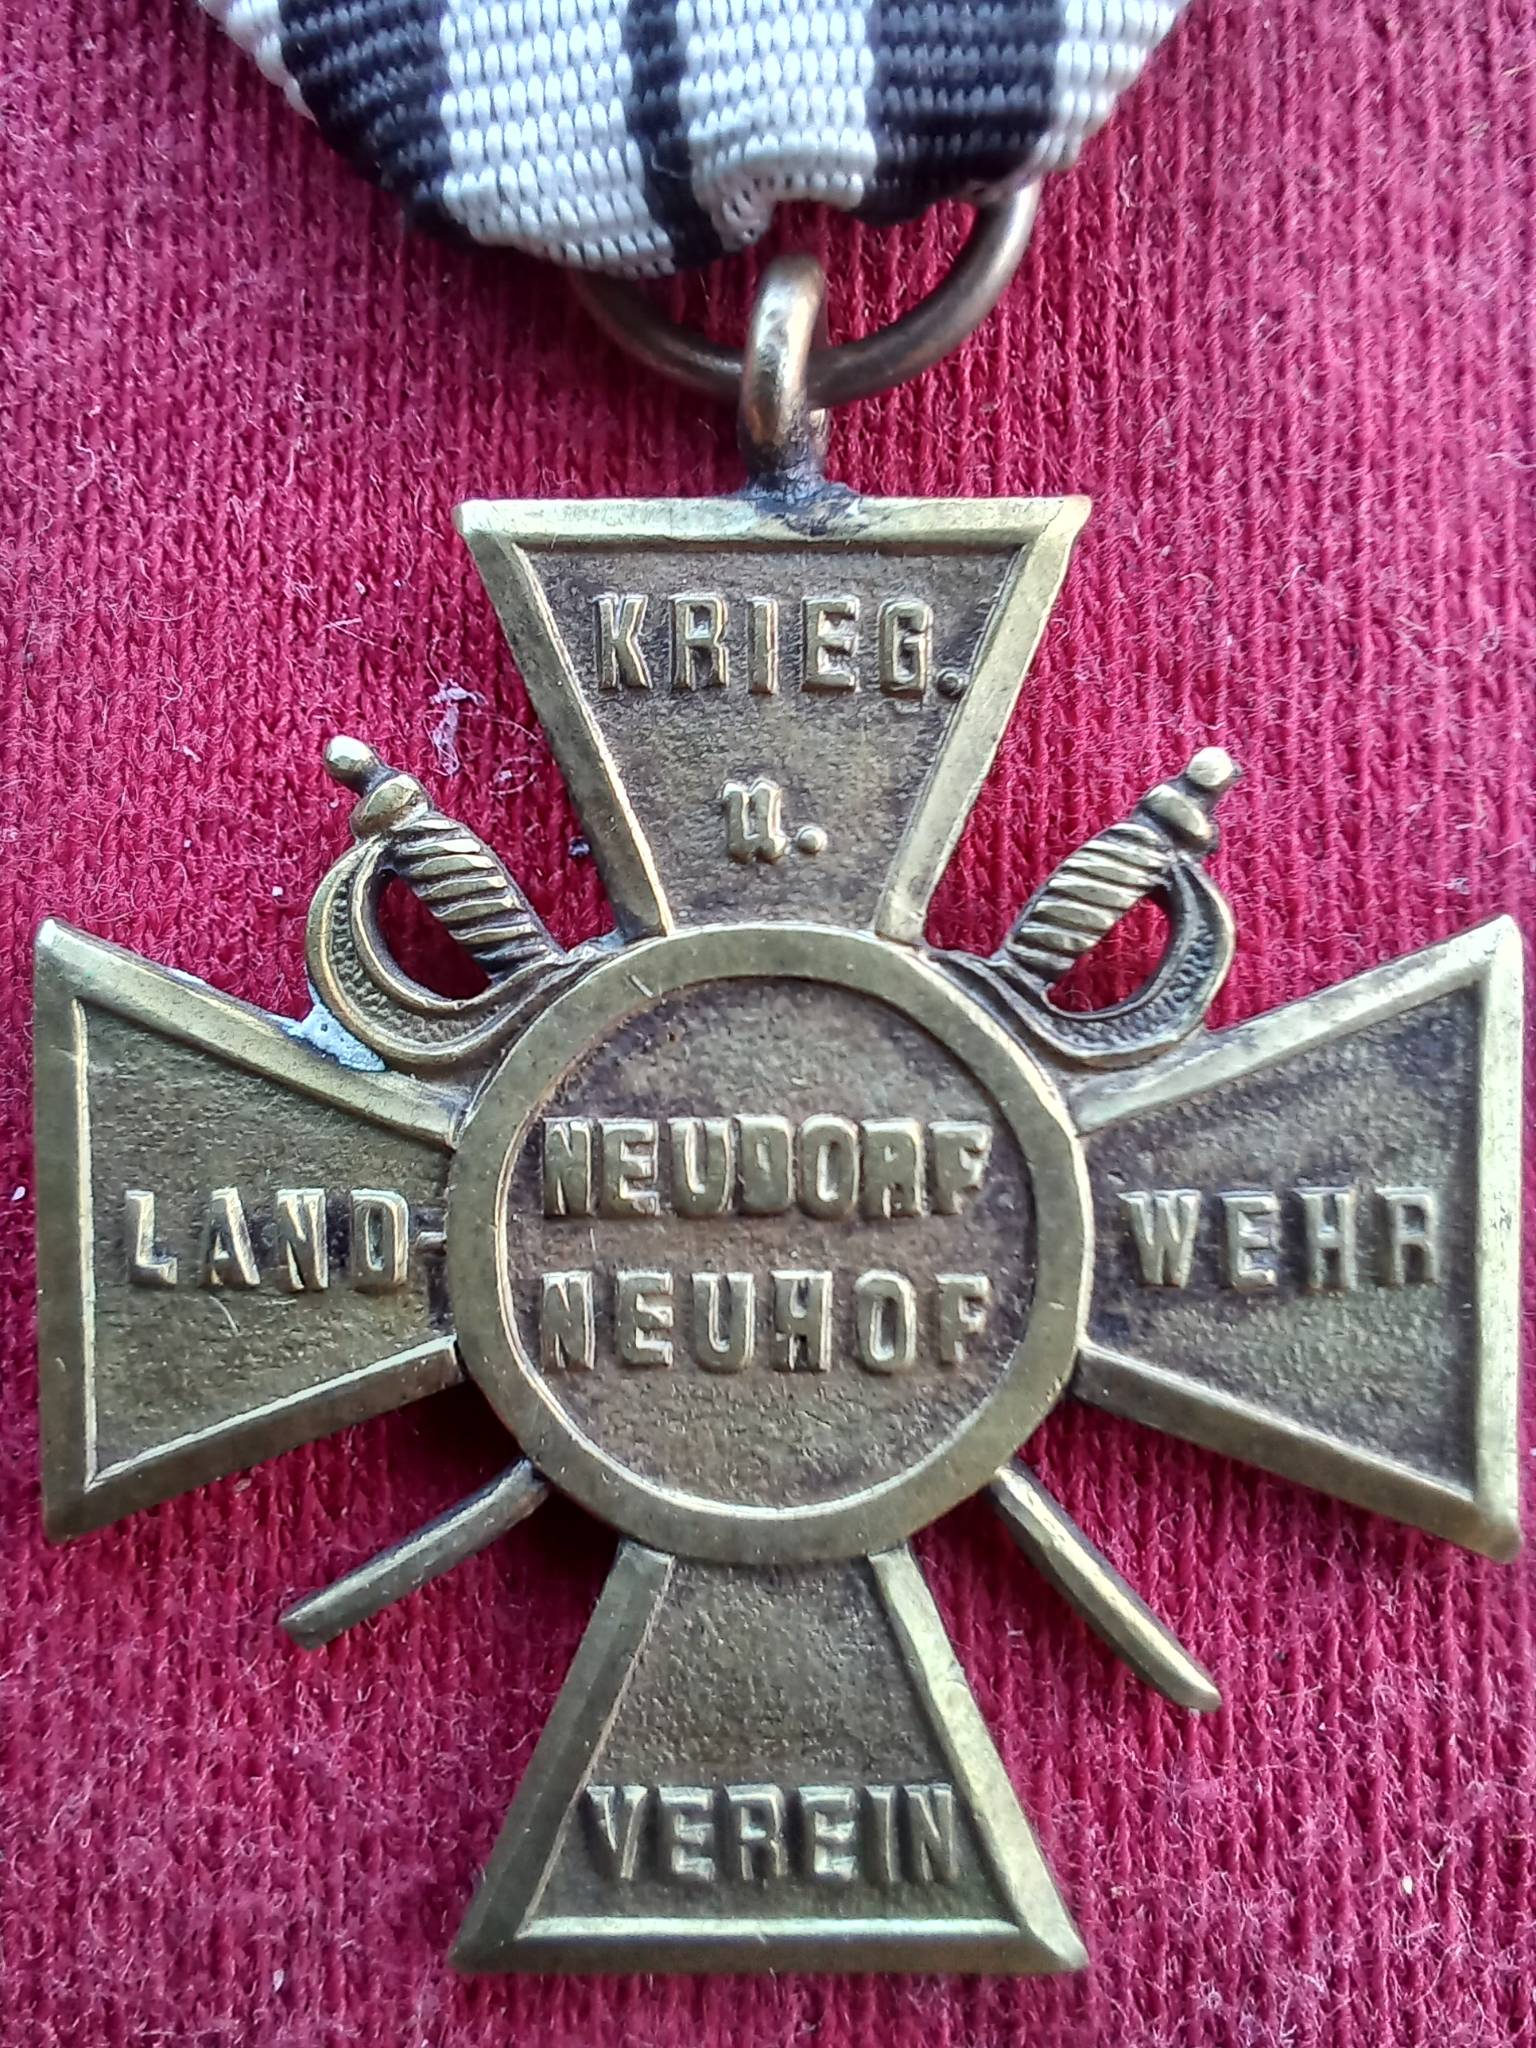 KRIEG.
u.
LAND-
WEHR
NEUDORF
NEUHOF
VEREIN